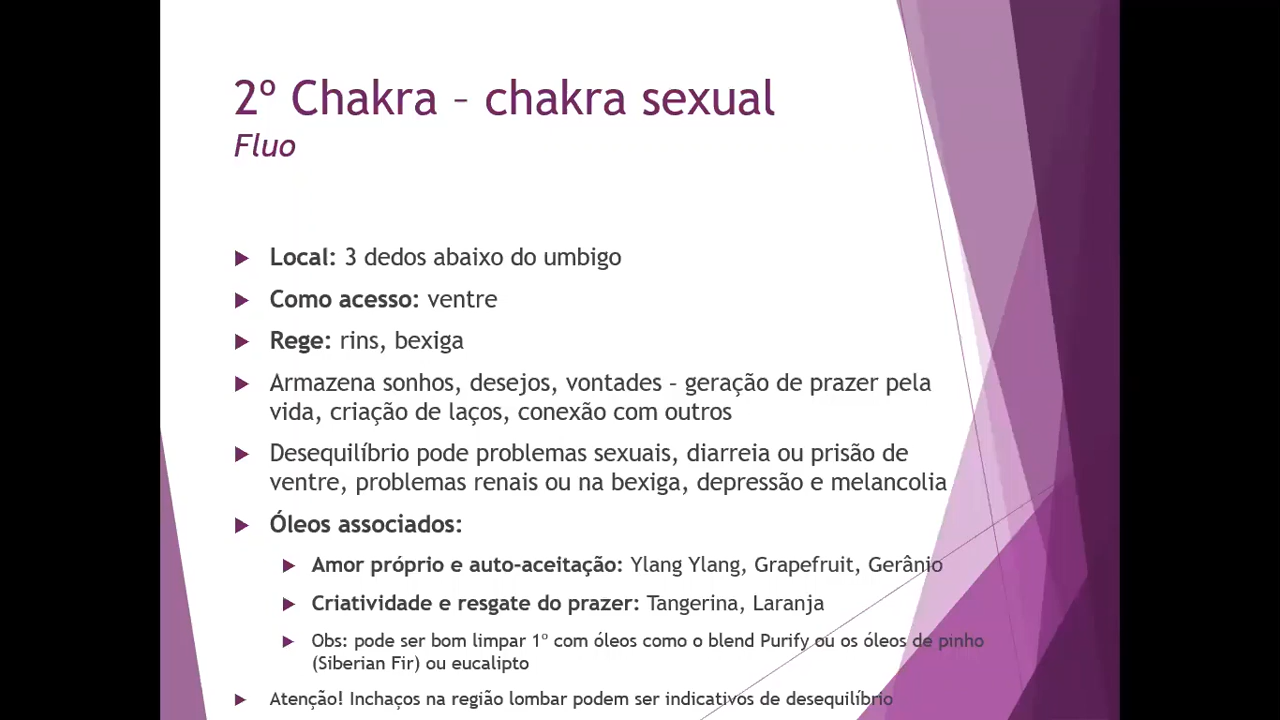 2º Chakra – chakra sexual
Fluo
Local: 3 dedos abaixo do umbigo
Como acesso: ventre
Rege: rins, bexiga
Armazena sonhos, desejos, vontades – geração de prazer pela
vida, criação de laços, conexão com outros
Desequilíbrio pode problemas sexuais, diarreia ou prisão de
ventre, problemas renais ou na bexiga, depressão e melancolia
Óleos associados:
Amor próprio e auto-aceitação: Ylang Ylang, Grapefruit, Gerânio
Criatividade e resgate do prazer: Tangerina, Laranja
Obs: pode ser bom limpar 1º com óleos como o blend Purify ou os óleos de pinho
(Siberian Fir) ou eucalipto
Atenção! Inchaços na região lombar podem ser indicativos de desequilíbrio